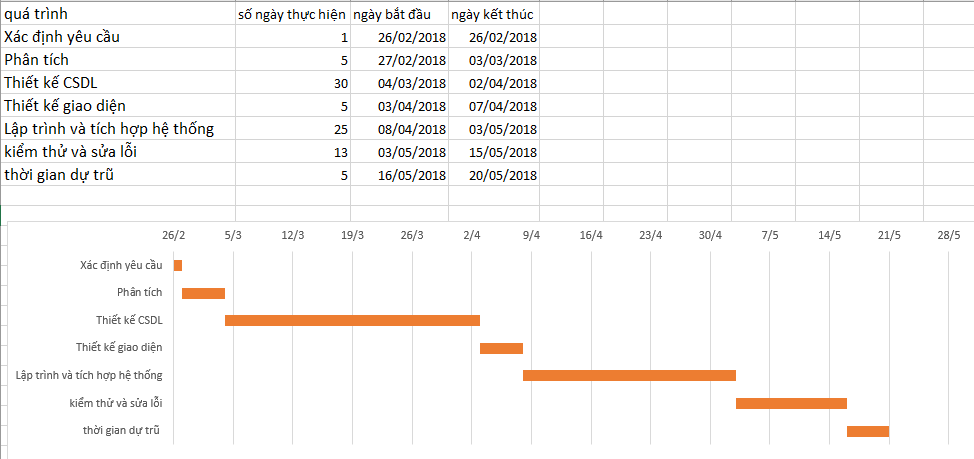 quá trình số ngày thực hiện ngày bắt đầu ngày kết thúc
Xác định yêu cầu 1 26/02/2018 26/02/2018
Phân tích 5 27/02/2018 03/03/2018
Thiết kế CSDL 30 04/03/2018 02/04/2018
Thiết kế giao diện 5 03/04/2018 07/04/2018
Lập trình và tích hợp hệ thống 25 08/04/2018 03/05/2018
kiểm thử và sửa lỗi 13 03/05/2018 15/05/2018
thời gian dự trũ 5 16/05/2018 20/05/2018
26/2 5/3 12/3 19/3 26/3 2/4 9/4 16/4 23/4 30/4 7/5 14/5 21/5 28/5
Xác định yêu cầu
Phân tích
Thiết kế CSDL
Thiết kế giao diện
Lập trình và tích hợp hệ thống
kiểm thử và sửa lỗi
thời gian dự trũ